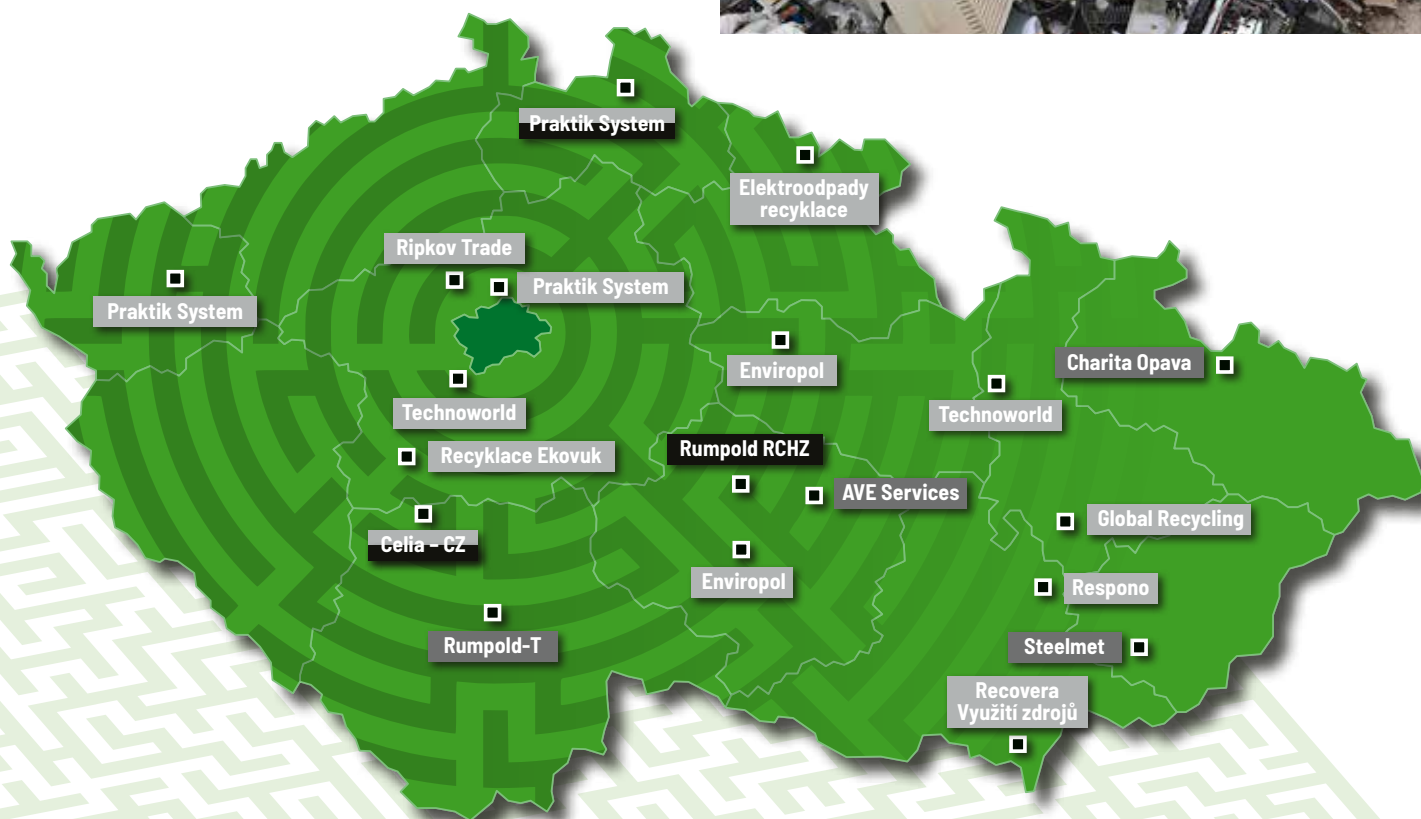 Praktik System
Elektroodpady
recyklace
Ripkov Trade
Praktik System
Praktik System
Enviropol
Charita Opava
Technoworld
Technoworld
Rumpold RCHZ
Recyklace Ekovuk
AVE Services
Global Recycling
Celia – CZ
Enviropol
Respono
Rumpold-T
Steelmet
Recovera
Využití zdrojů